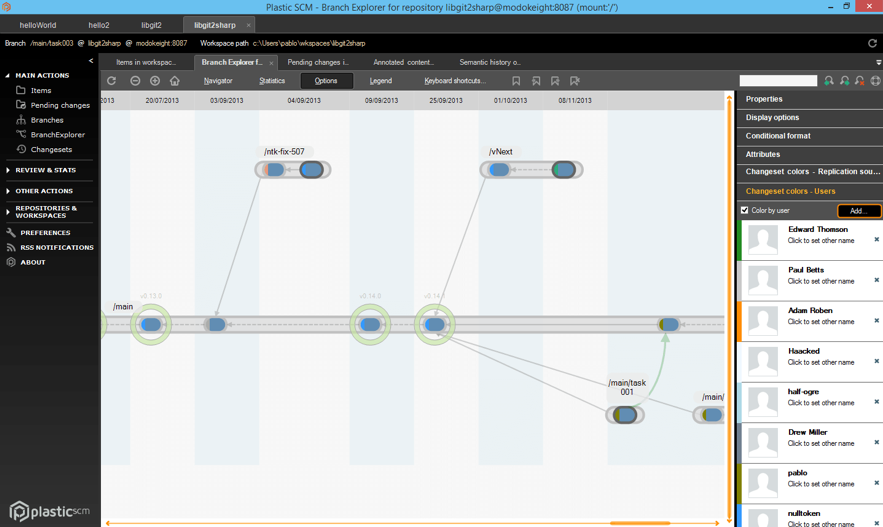 Plastic SCM - Branch Explorer for repository libgit2sharp@modokeight:8087 (mount:'/')
helloWorld hello2 libgit2 libgit2sharp
Branch /main/task003 @ libgit2sharp @ modokeight:8087 Workspace path c:\Users\pablo\wkspaces\libgit2sharp
MAIN ACTIONS
Items
Pending changes
Branches
BranchExplorer
Changesets
REVIEW & STATS
OTHER ACTIONS
REPOSITORIES &
WORKSPACES
PREFERENCES
RSS NOTIFICATIONS
ABOUT
plasticSCM
Items in workspac... Branch Explorer f... Pending changes i... Annotated content... Semantic history o...
Navigator Statistics Options Legend Keyboard shortcuts...
2013 20/07/2013 03/09/2013 04/09/2013 09/09/2013 25/09/2013 01/10/2013 08/11/2013
/ntk-fix-507 /vNext
v0.13.0 v0.14.0 v0.14.
/main
/main/task
001
/main/
Properties
Display options
Conditional format
Attributes
Changeset colors - Replication sou...
Changeset colors - Users
Color by user Add...
Edward Thomson
Click to set other name
Paul Betts
Click to set other name
Adam Roben
Click to set other name
Haacked
Click to set other name
half-ogre
Click to set other name
Drew Miller
Click to set other name
pablo
Click to set other name
nulltoken
Click to set other name